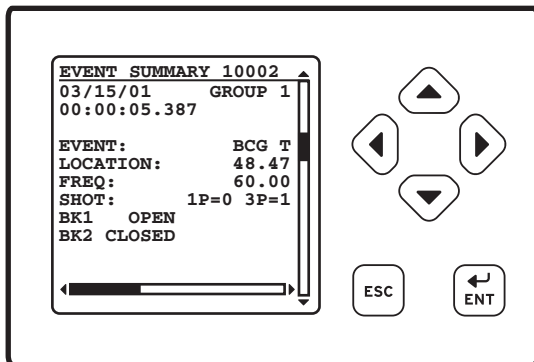 EVENT SUMMARY 10002
03/15/01 GROUP 1
00:00:05.387
EVENT: BCG T
LOCATION: 48.47
FREQ: 60.00
SHOT: 1P=0 3P=1
BK1 OPEN
BK2 CLOSED
ESC
ENT